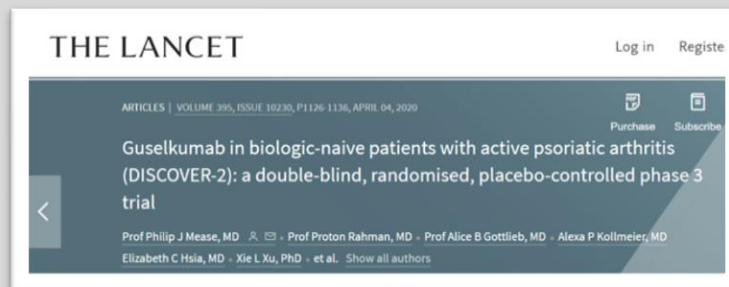 THE LANCET
Log in Registe
ARTICLES | VOLUME 395, ISSUE 10230, P1126-1136, APRIL 04, 2020
Purchase Subscribe
Guselkumab in biologic-naive patients with active psoriatic arthritis
(DISCOVER-2): a double-blind, randomised, placebo-controlled phase 3
trial
Prof Philip J Mease, MD • Prof Proton Rahman, MD • Prof Alice B Gottlieb, MD • Alexa P Kollmeier, MD
Elizabeth C Hsia, MD • Xie L Xu, PhD • et al. Show all authors